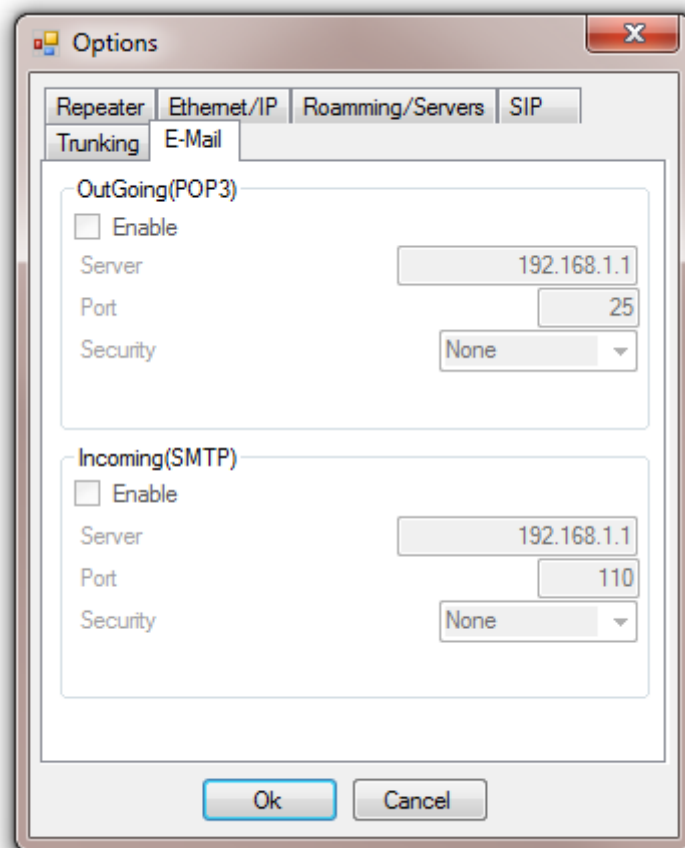 Options
Repeater Ethernet/IP Roamming/Servers SIP
Trunking E-Mail
OutGoing(POP3)
Enable
Server 192.168.1.1
Port 25
Security None
Incoming(SMTP)
Enable
Server 192.168.1.1
Port 110
Security None
Ok Cancel